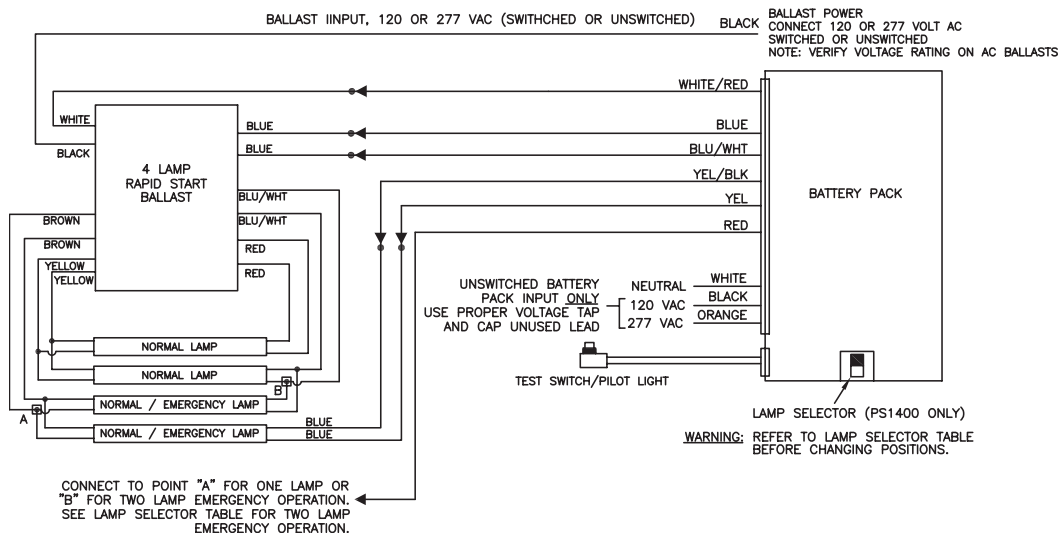 BALLAST IINPUT, 120 OR 277 VAC (SWITHCHED OR UNSWITCHED)
BLACK
BALLAST POWER
CONNECT 120 OR 277 VOLT AC
SWITCHED OR UNSWITCHED
NOTE: VERIFY VOLTAGE RATING ON AC BALLASTS
WHITE/RED
WHITE
BLUE
BLUE
BLACK
BLUE
BLU/WHT
4 LAMP
RAPID START
BALLAST
YEL/BLK
BLU/WHT
BATTERY PACK
YEL
BROWN
BLU/WHT
RED
BROWN
RED
YELLOW
YELLOW
RED
UNSWITCHED BATTERY
PACK INPUT ONLY
USE PROPER VOLTAGE TAP
AND CAP UNUSED LEAD
NEUTRAL
WHITE
120 VAC
BLACK
277 VAC
ORANGE
NORMAL LAMP
NORMAL LAMP
TEST SWITCH/PILOT LIGHT
B
NORMAL / EMERGENCY LAMP
A
NORMAL / EMERGENCY LAMP
BLUE
BLUE
LAMP SELECTOR (PS1400 ONLY)
WARNING: REFER TO LAMP SELECTOR TABLE
BEFORE CHANGING POSITIONS.
CONNECT TO POINT "A" FOR ONE LAMP OR
"B" FOR TWO LAMP EMERGENCY OPERATION.
SEE LAMP SELECTOR TABLE FOR TWO LAMP
EMERGENCY OPERATION.